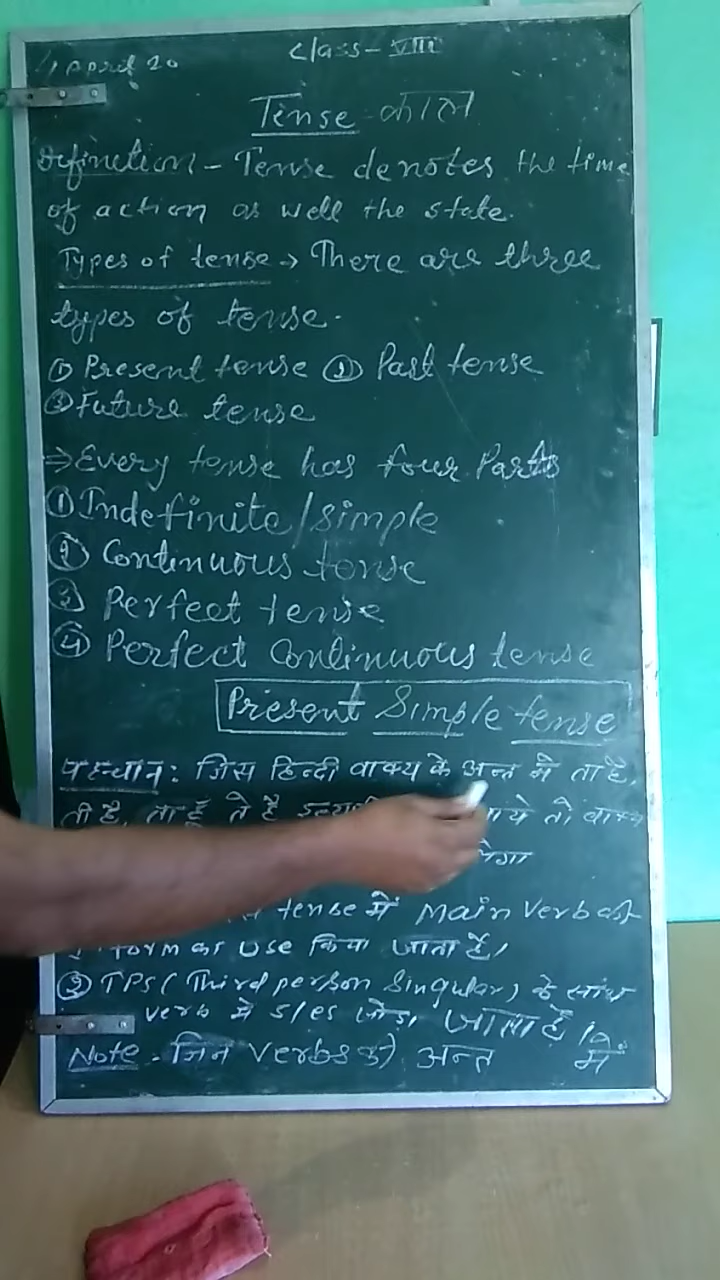 April 20
Class - VIII
Tense - काल
Definetion - Tense denotes the time
of action as well the state.
Types of tense → There are three
types of tense.
① Present tense ② Past tense
③ Future tense
⇒ Every tense has four Parts
① Indefinite/Simple
② Continuous tense
③ Perfect tense
④ Perfect Continuous tense
Present Simple tense
पहचान: जिस हिन्दी वाक्य के अन्त मे ता है,
ती है, ता हूँ ते है तो वाक्य
tense में Main Verb की
form का Use किया जाता है,
② TPS (Third person Singular) के साथ
verb मे s/es जोड़ा जाता है,
Note - जिन Verbs के अन्त में